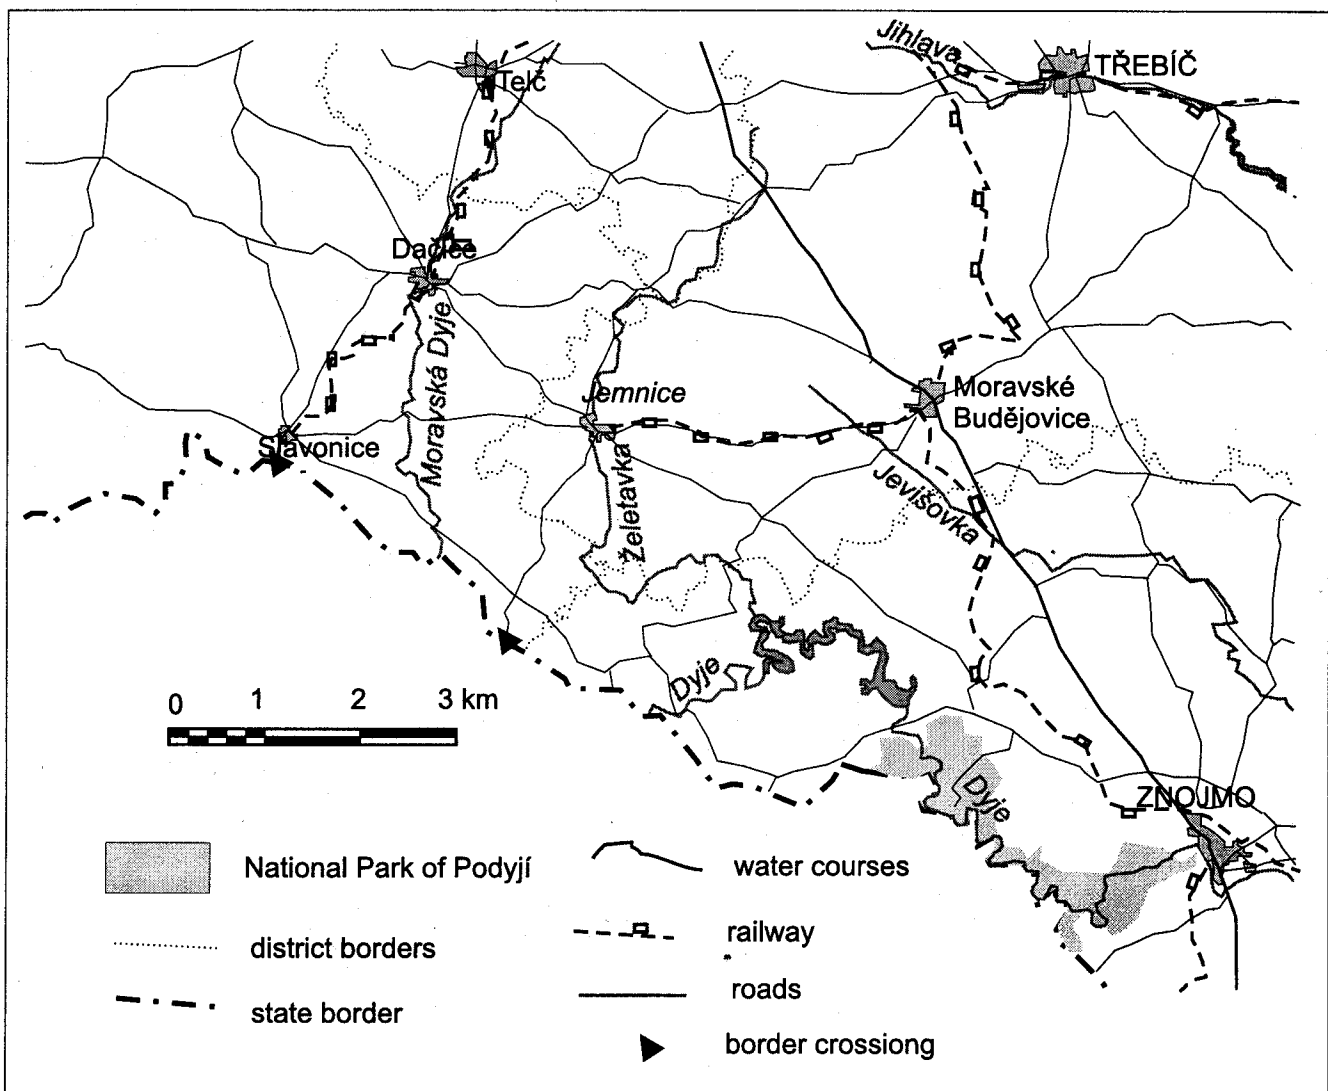 Jihlava
TŘEBÍČ
Telč
Dačice
Moravská Dyje
Jemnice
Moravské
Budějovice
Slavonice
Želetavka
Jevišovka
Dyje
0 1 2 3 km
Dyje
ZNOJMO
National Park of Podyjí
water courses
district borders
railway
state border
roads
border crossiong